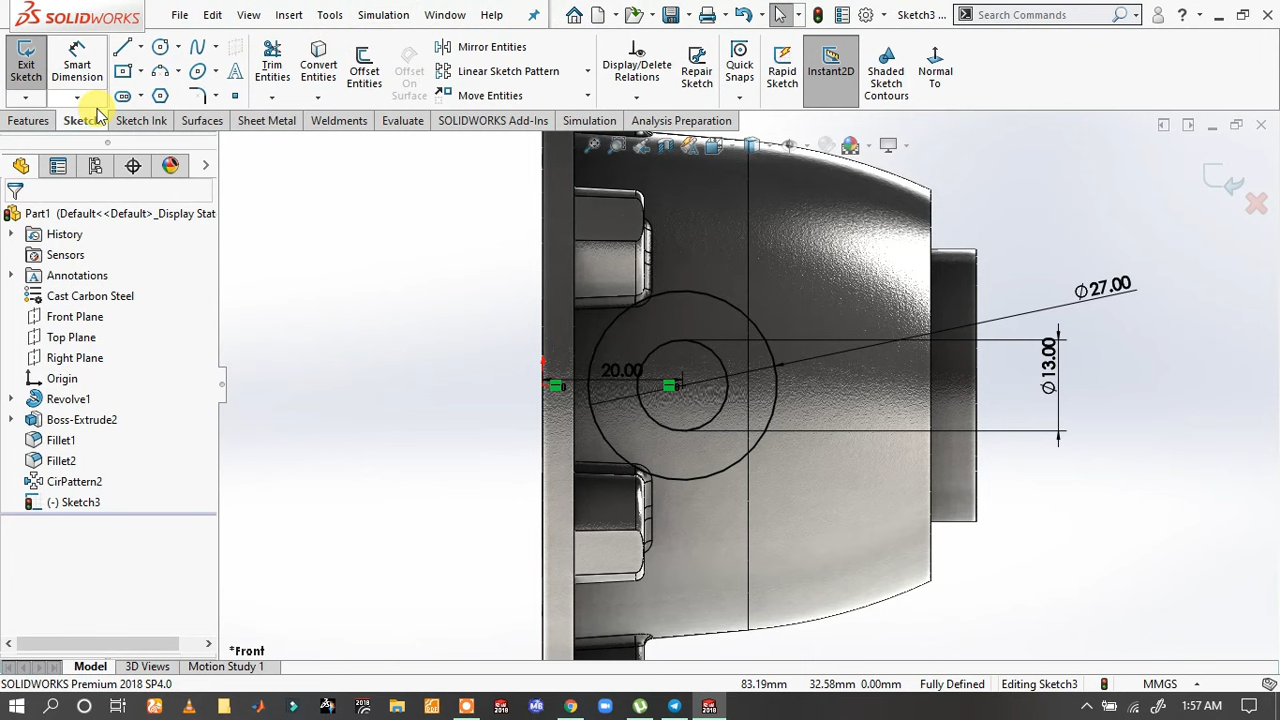 SOLIDWORKS
File
Edit
View
Insert
Tools
Simulation
Window
Help
Sketch3 ...
Search Commands
Exit Sketch
Smart Dimension
Trim Entities
Convert Entities
Offset Entities
Offset On Surface
Mirror Entities
Linear Sketch Pattern
Move Entities
Display/Delete Relations
Repair Sketch
Quick Snaps
Rapid Sketch
Instant2D
Shaded Sketch Contours
Normal To
Features
Sketch
Sketch Ink
Surfaces
Sheet Metal
Weldments
Evaluate
SOLIDWORKS Add-Ins
Simulation
Analysis Preparation
Part1 (Default<<Default>_Display Stat
History
Sensors
Annotations
Cast Carbon Steel
Front Plane
Top Plane
Right Plane
Origin
Revolve1
Boss-Extrude2
Fillet1
Fillet2
CirPattern2
(-) Sketch3
∅27.00
∅13.00
20.00
*Front
Model
3D Views
Motion Study 1
SOLIDWORKS Premium 2018 SP4.0
83.19mm
32.58mm
0.00mm
Fully Defined
Editing Sketch3
MMGS
1:57 AM